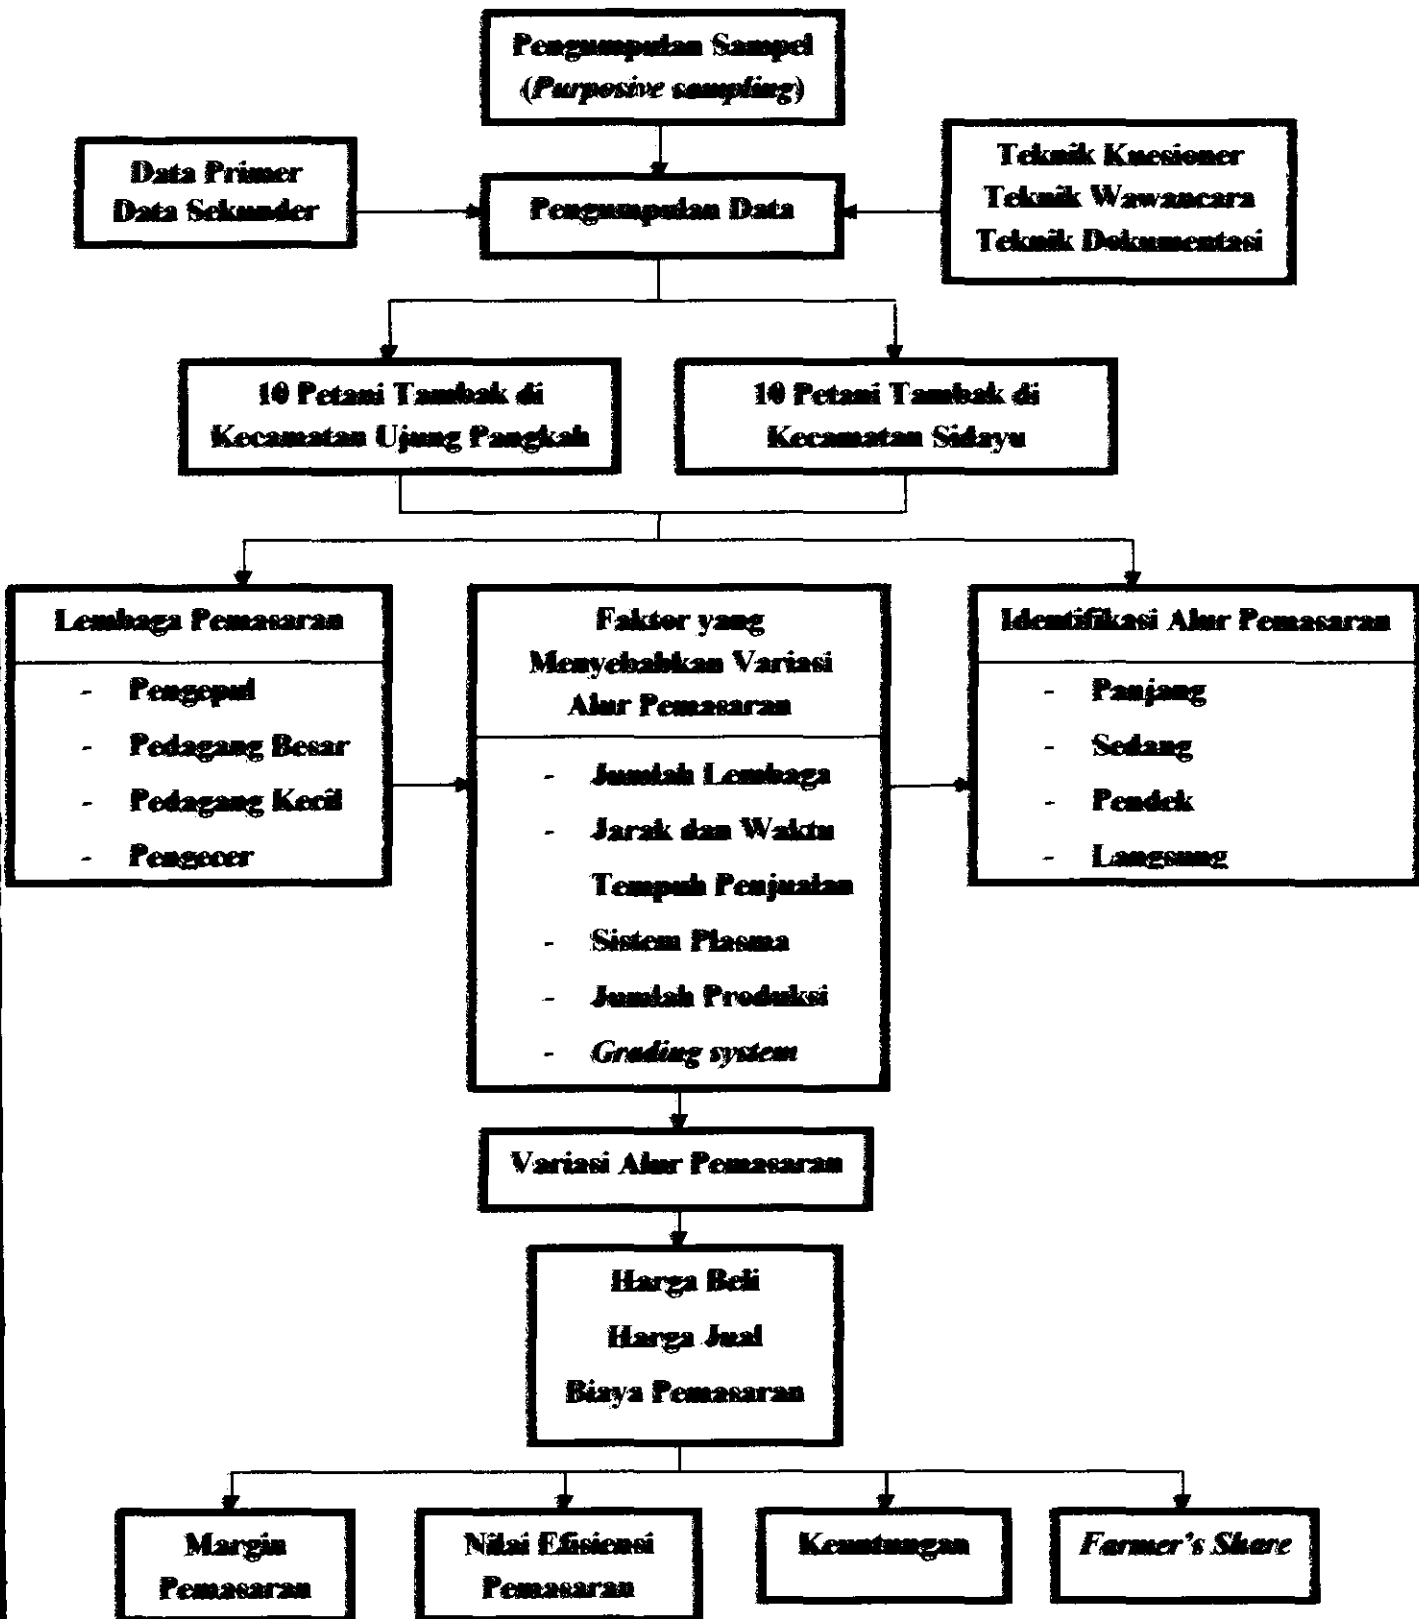 Pengumpulan Sampel
(Purposive sampling)
Data Primer
Data Sekunder
Pengumpulan Data
Teknik Kuesioner
Teknik Wawancara
Teknik Dokumentasi
10 Petani Tambak di
Kecamatan Ujung Pangkah
10 Petani Tambak di
Kecamatan Sidayu
Lembaga Pemasaran
- Pengepul
- Pedagang Besar
- Pedagang Kecil
- Pengecer
Faktor yang
Menyebabkan Variasi
Alur Pemasaran
- Jumlah Lembaga
- Jarak dan Waktu
Tempuh Penjualan
- Sistem Plasma
- Jumlah Produksi
- Grading system
Identifikasi Alur Pemasaran
- Panjang
- Sedang
- Pendek
- Langsung
Variasi Alur Pemasaran
Harga Beli
Harga Jual
Biaya Pemasaran
Margin
Pemasaran
Nilai Efisiensi
Pemasaran
Keuntungan
Farmer's Share